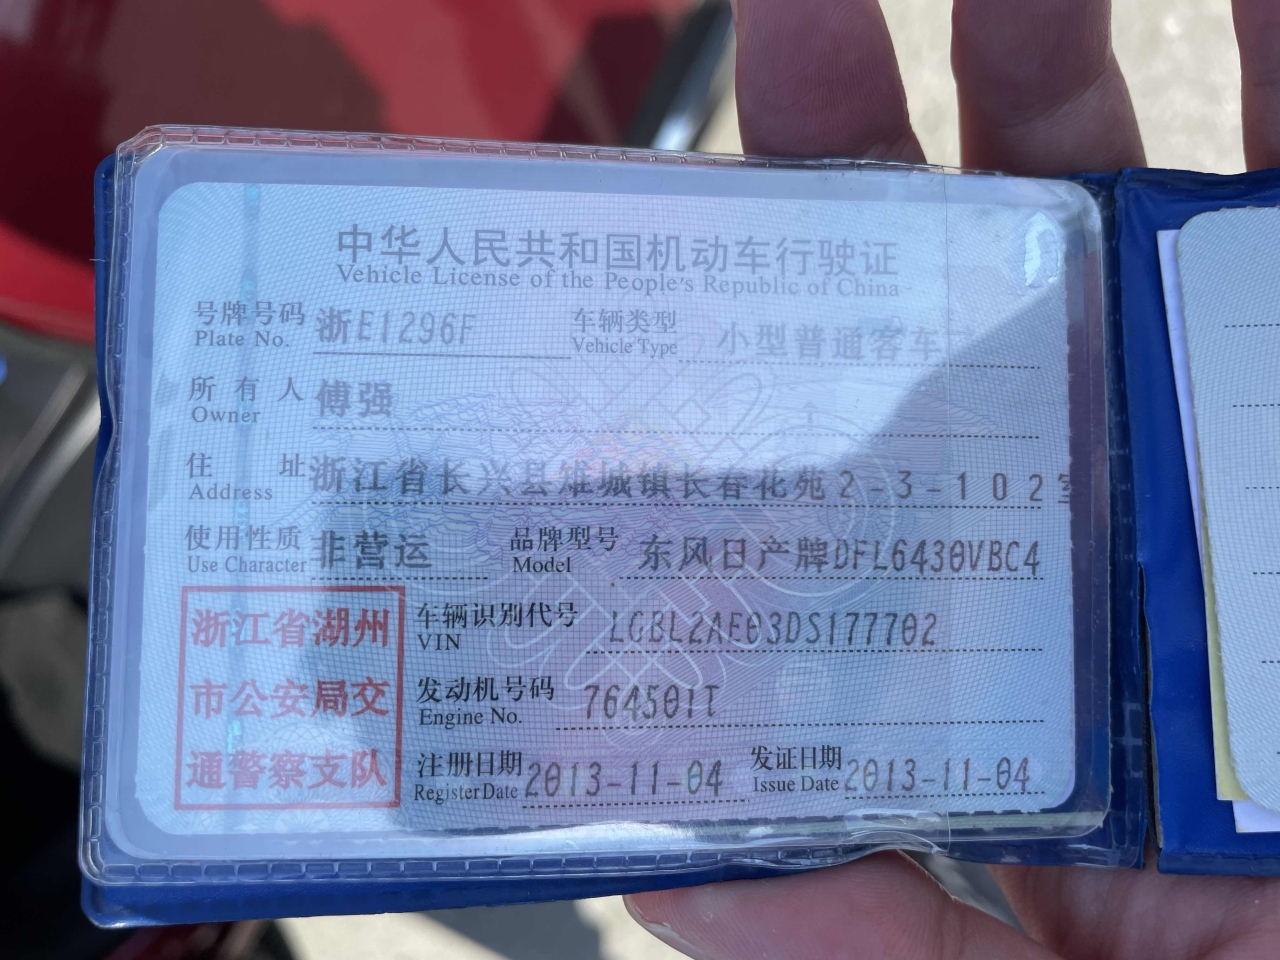 中华人民共和国机动车行驶证
Vehicle License of the People's Republic of China
号牌号码 浙E1296F 车辆类型 小型普通客车
Plate No. Vehicle Type
所有人 傅强
Owner
住址 浙江省长兴县雉城镇长春花苑2-3-102室
Address
使用性质 非营运 品牌型号 东风日产牌DFL6430VBC4
Use Character Model
浙江省湖州
市公安局交
通警察支队
车辆识别代号 LGBL2AE03DS177702
VIN
发动机号码 764501T
Engine No.
注册日期 2013-11-04 发证日期 2013-11-04
Register Date Issue Date